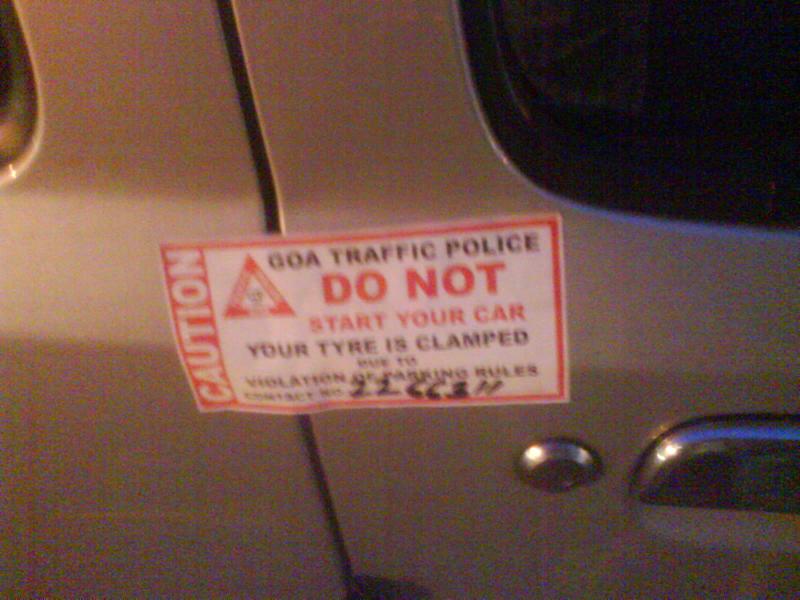 CAUTION
GOA TRAFFIC POLICE
DO NOT
START YOUR CAR
YOUR TYRE IS CLAMPED
DUE TO
VIOLATION OF PARKING RULES
CONTACT NO.